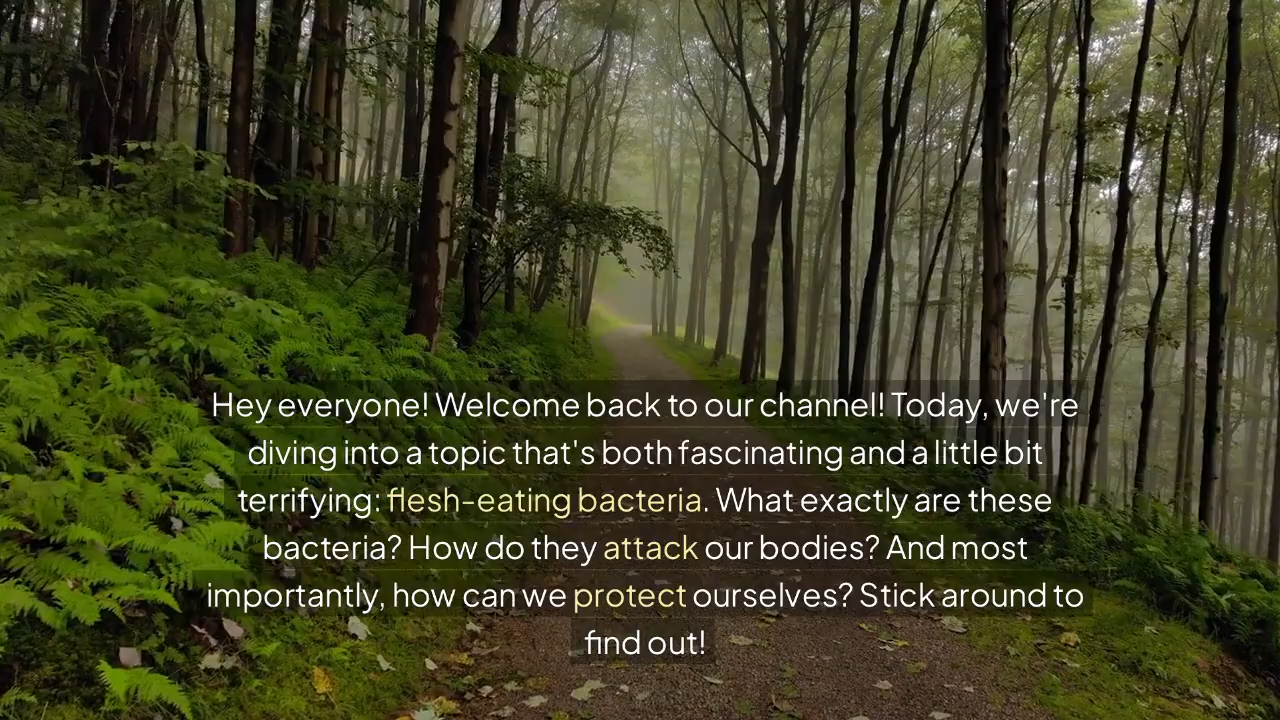 Hey everyone! Welcome back to our channel! Today, we're
diving into a topic that's both fascinating and a little bit
terrifying: flesh-eating bacteria. What exactly are these
bacteria? How do they attack our bodies? And most
importantly, how can we protect ourselves? Stick around to
find out!